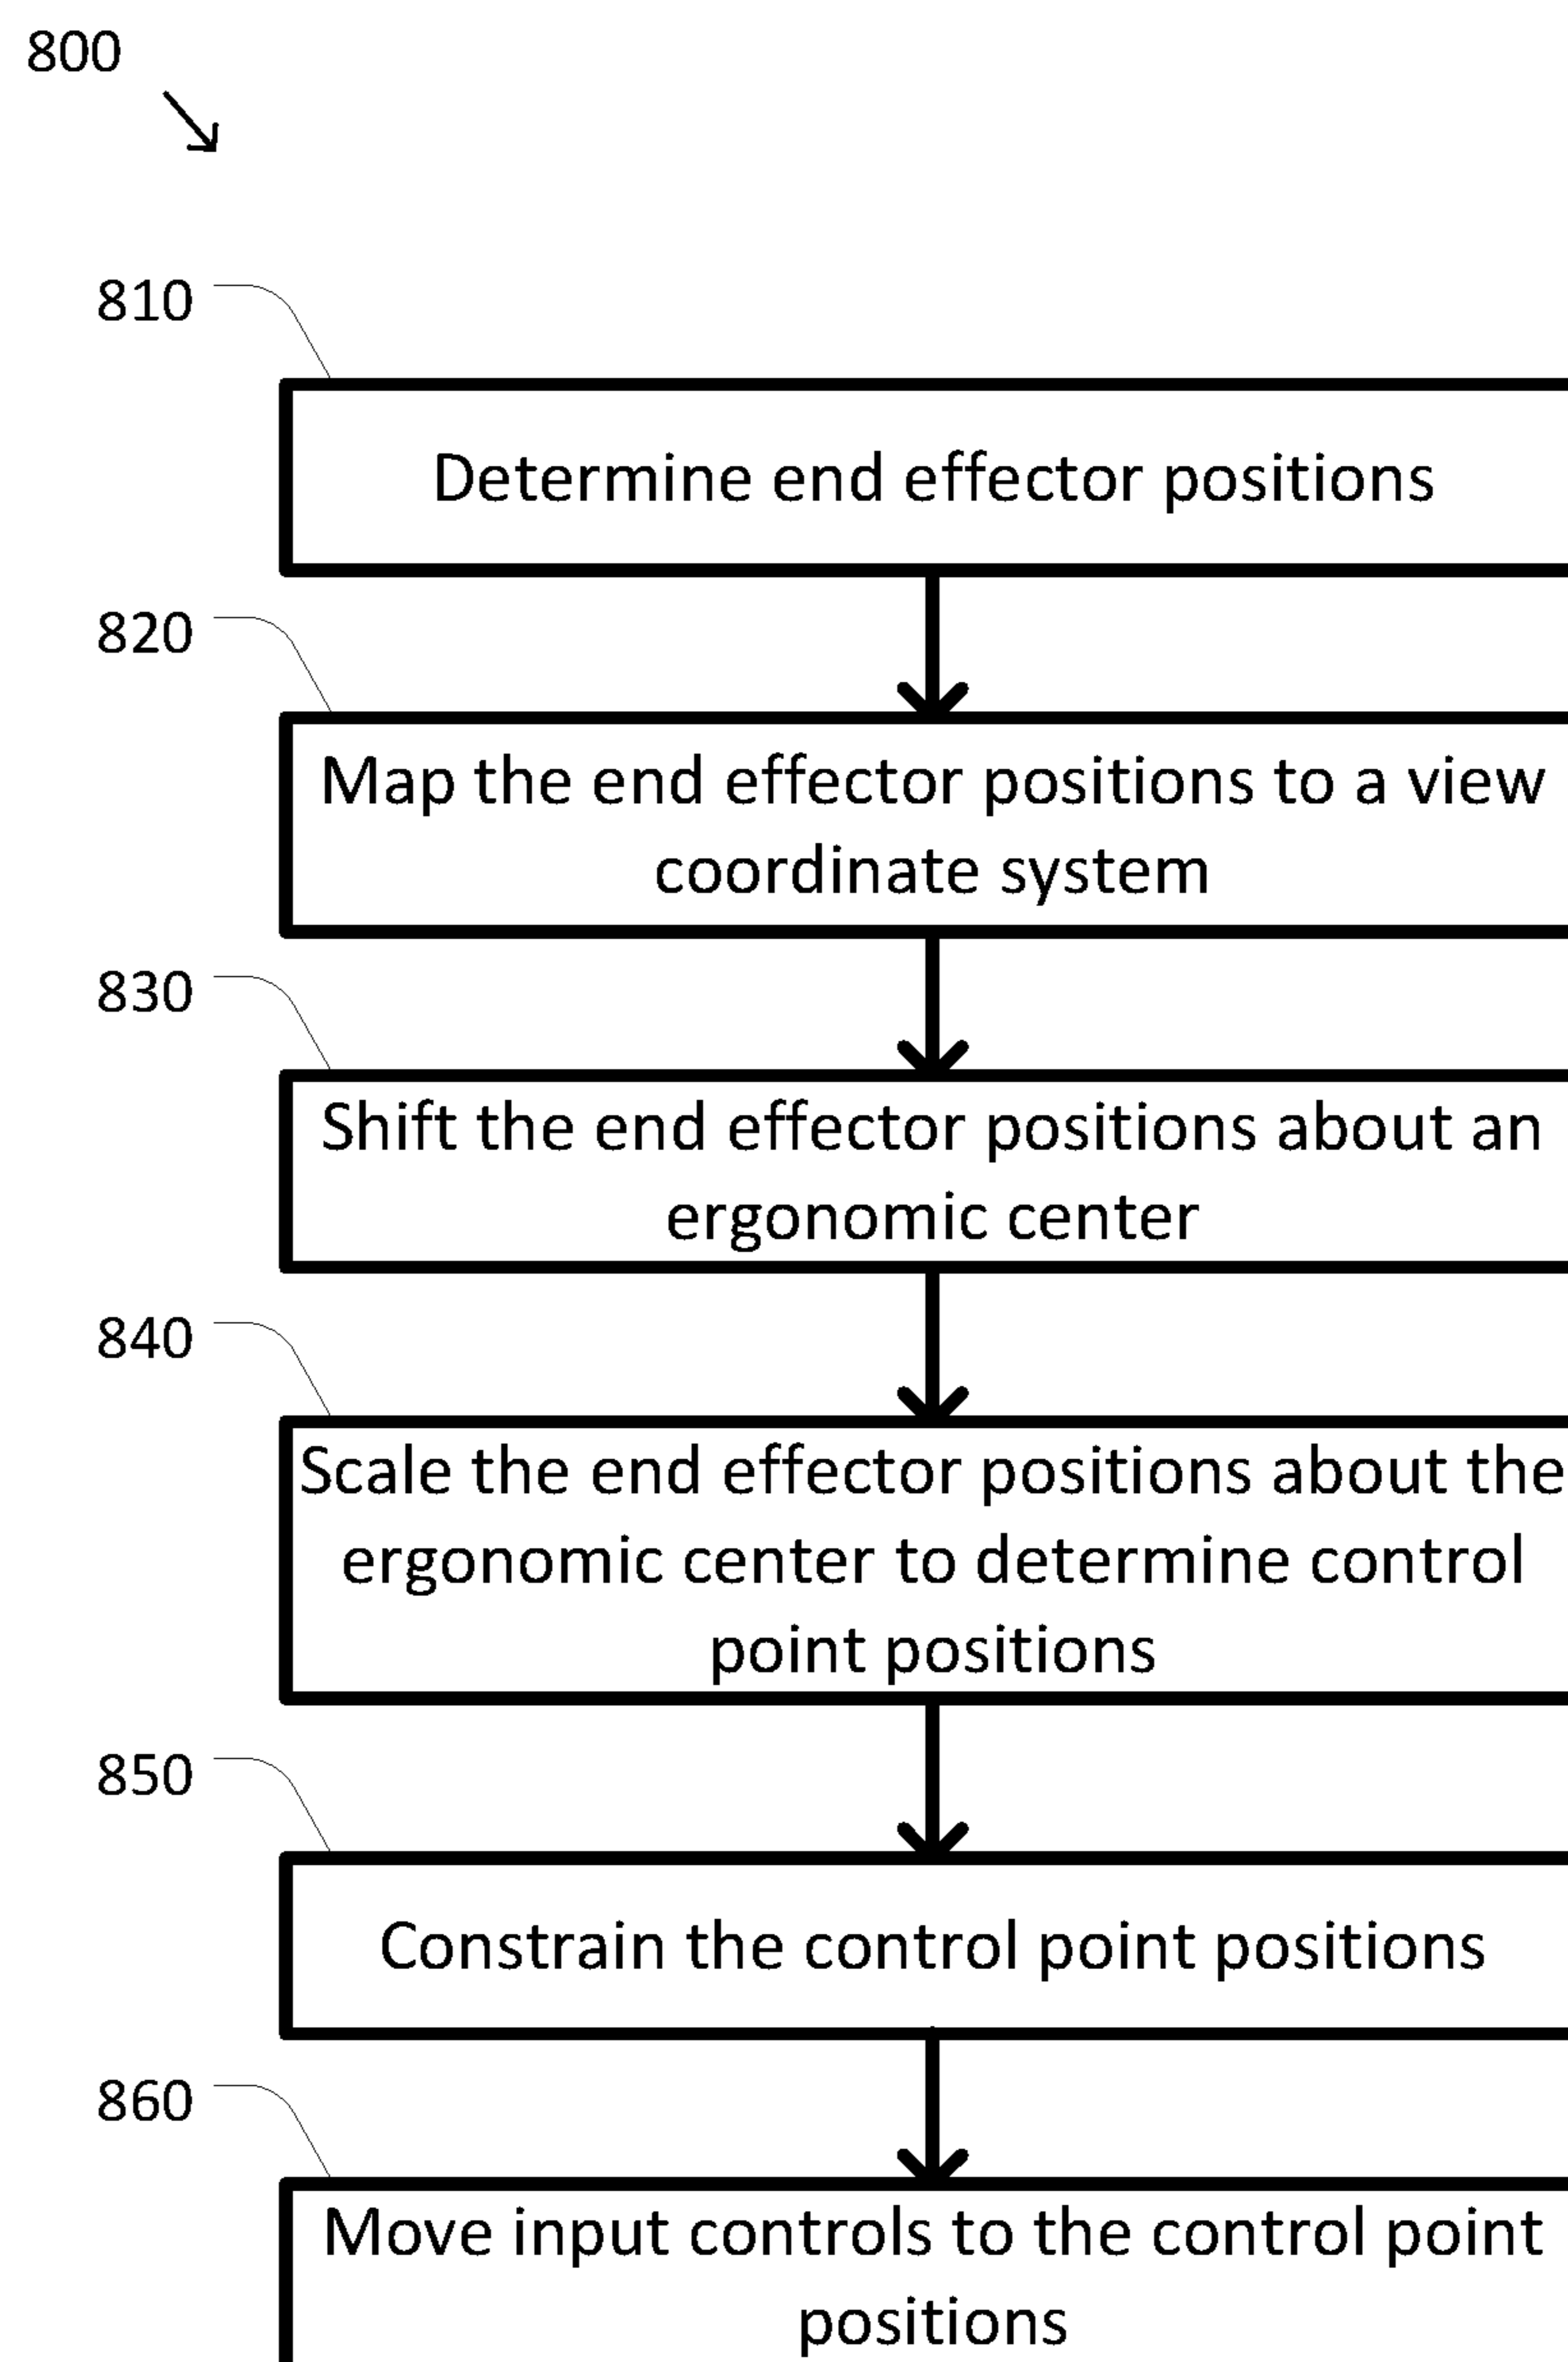 800
810
Determine end effector positions
820
Map the end effector positions to a view
coordinate system
830
Shift the end effector positions about an
ergonomic center
840
Scale the end effector positions about the
ergonomic center to determine control
point positions
850
Constrain the control point positions
860
Move input controls to the control point
positions